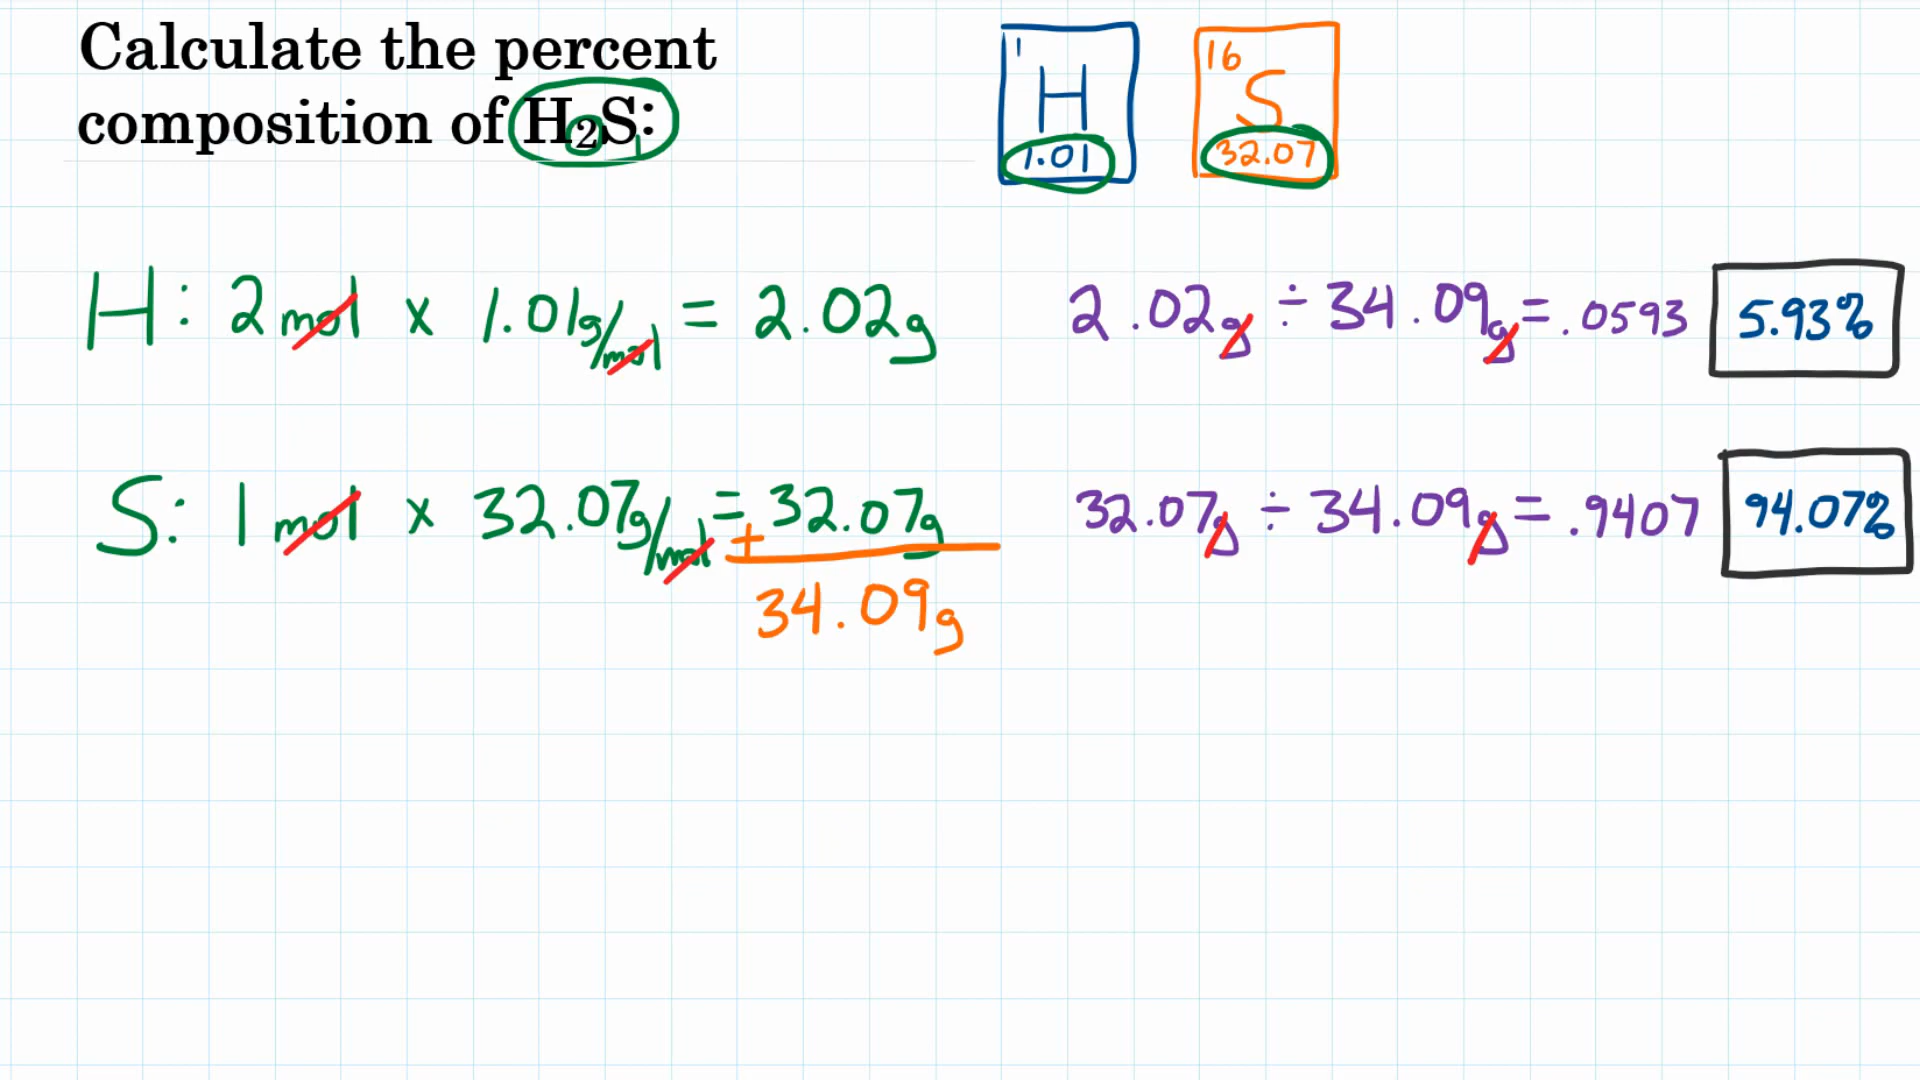 Calculate the percent
composition of H₂S:
1
1
H
1.01
16
S
32.07
H: 2 mol x 1.01g/mol = 2.02g
2.02g ÷ 34.09g = .0593
5.93%
S: 1 mol x 32.07g/mol = 32.07g
+
34.09g
32.07g ÷ 34.09g = .9407
94.07%